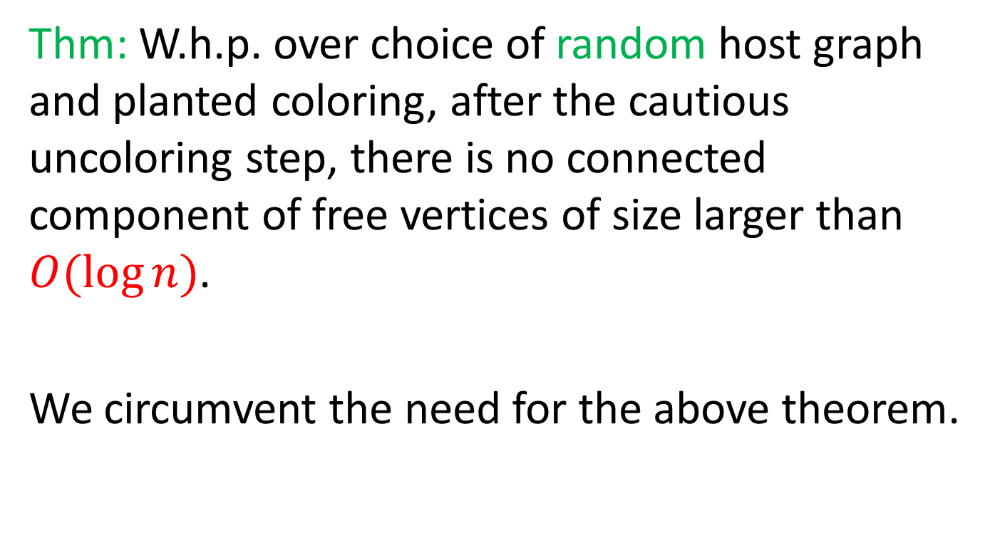 Thm: W.h.p. over choice of random host graph
and planted coloring, after the cautious
uncoloring step, there is no connected
component of free vertices of size larger than
O(log n).
We circumvent the need for the above theorem.